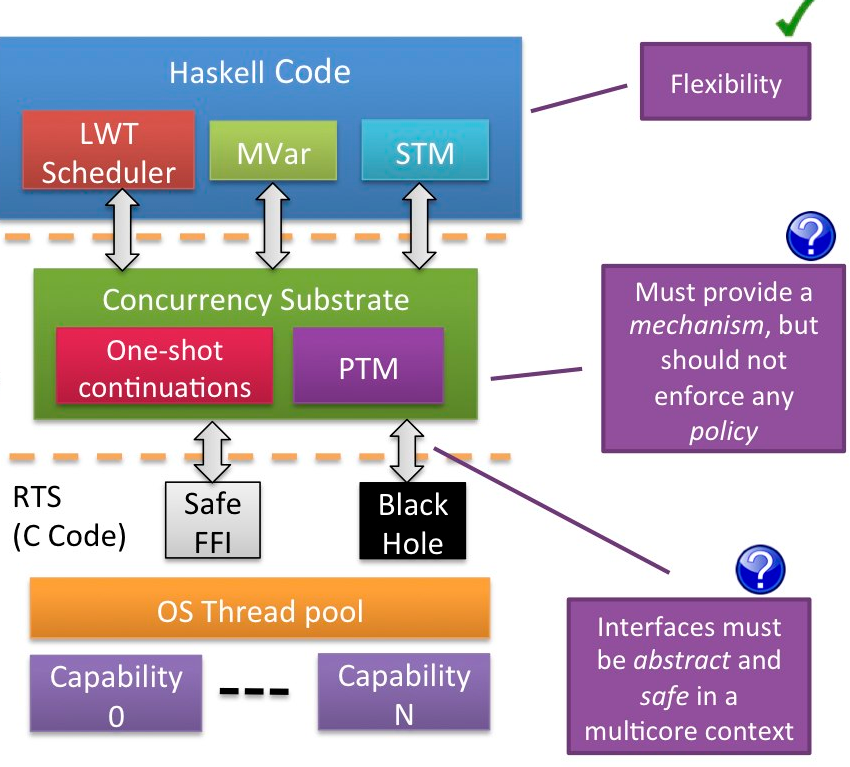 Haskell Code
LWT
Scheduler
MVar
STM
Flexibility
Concurrency Substrate
One-shot
continuations
PTM
?
Must provide a
mechanism, but
should not
enforce any
policy
RTS
(C Code)
Safe
FFI
Black
Hole
OS Thread pool
Capability
0
Capability
N
?
Interfaces must
be abstract and
safe in a
multicore context